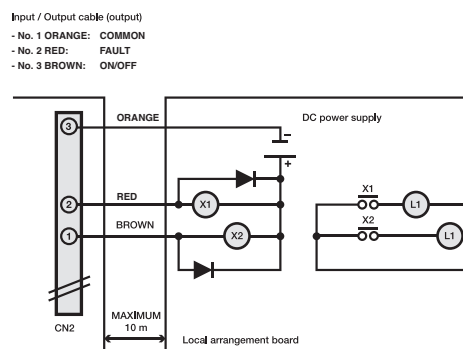 Input / Output cable (output)
- No. 1 ORANGE: COMMON
- No. 2 RED: FAULT
- No. 3 BROWN: ON/OFF
ORANGE
DC power supply
3
−
+
RED
X1
X1
L1
2
BROWN
X2
X2
L1
1
MAXIMUM
10 m
CN2
Local arrangement board